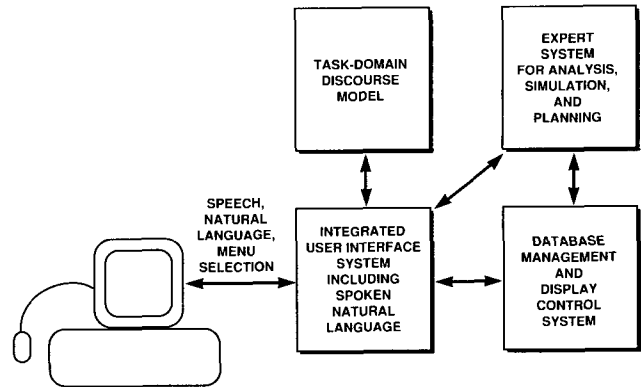 TASK-DOMAIN
DISCOURSE
MODEL
EXPERT
SYSTEM
FOR ANALYSIS,
SIMULATION,
AND
PLANNING
SPEECH,
NATURAL
LANGUAGE,
MENU
SELECTION
INTEGRATED
USER INTERFACE
SYSTEM
INCLUDING
SPOKEN
NATURAL
LANGUAGE
DATABASE
MANAGEMENT
AND
DISPLAY
CONTROL
SYSTEM